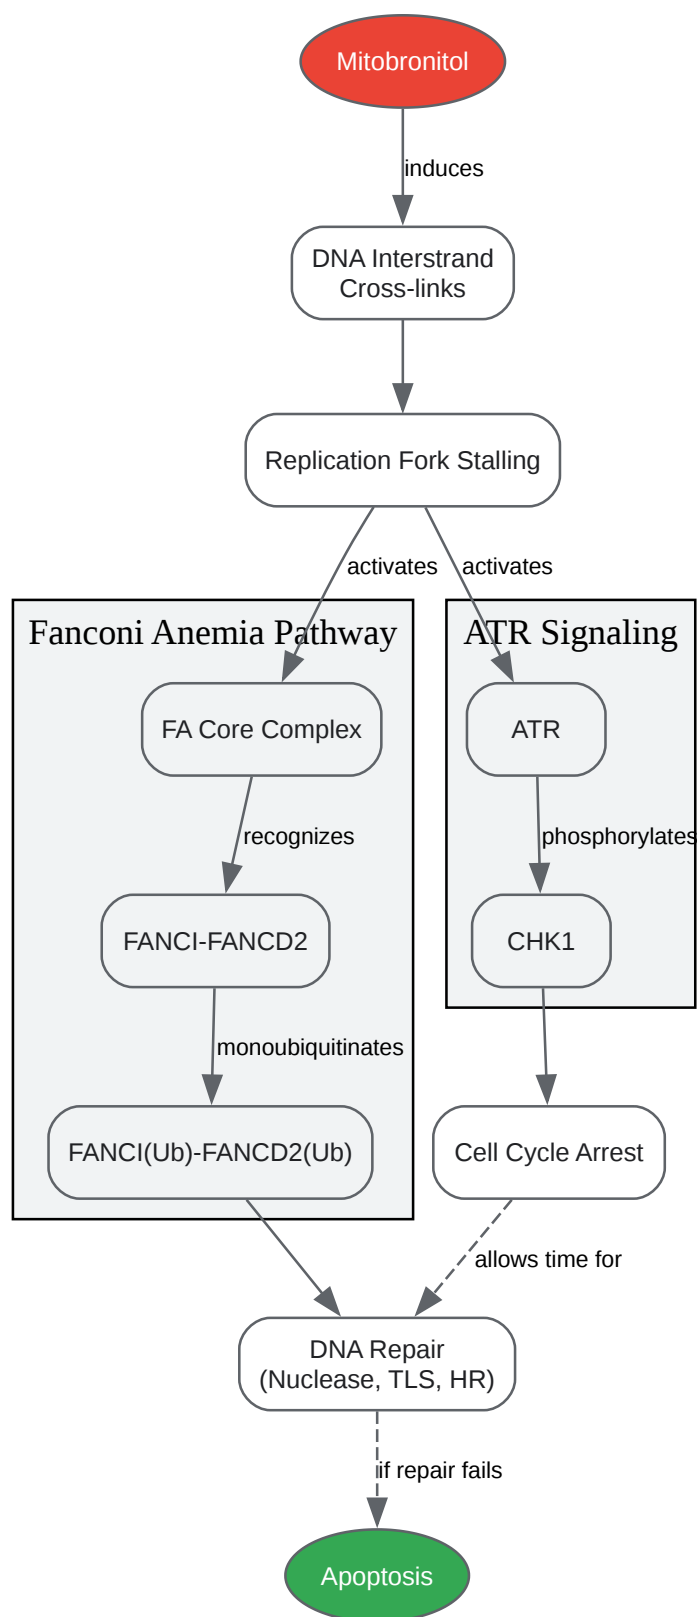 Mitobronitol
induces
DNA Interstrand
Cross-links
Replication Fork Stalling
activates
activates
Fanconi Anemia Pathway
ATR Signaling
FA Core Complex
ATR
recognizes
phosphorylates
FANCI-FANCD2
CHK1
monoubiquitinates
FANCI(Ub)-FANCD2(Ub)
Cell Cycle Arrest
allows time for
DNA Repair
(Nuclease, TLS, HR)
if repair fails
Apoptosis